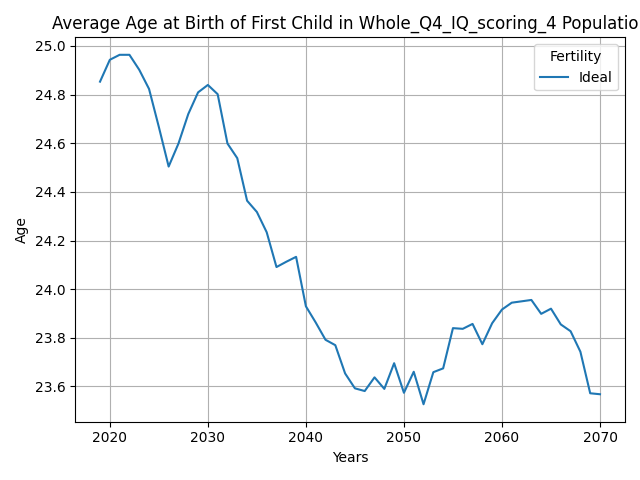 Average Age at Birth of First Child in Whole_Q4_IQ_scoring_4 Populatio
25.0
24.8
24.6
24.4
24.2
24.0
23.8
23.6
Age
Fertility
Ideal
2020 2030 2040 2050 2060 2070
Years